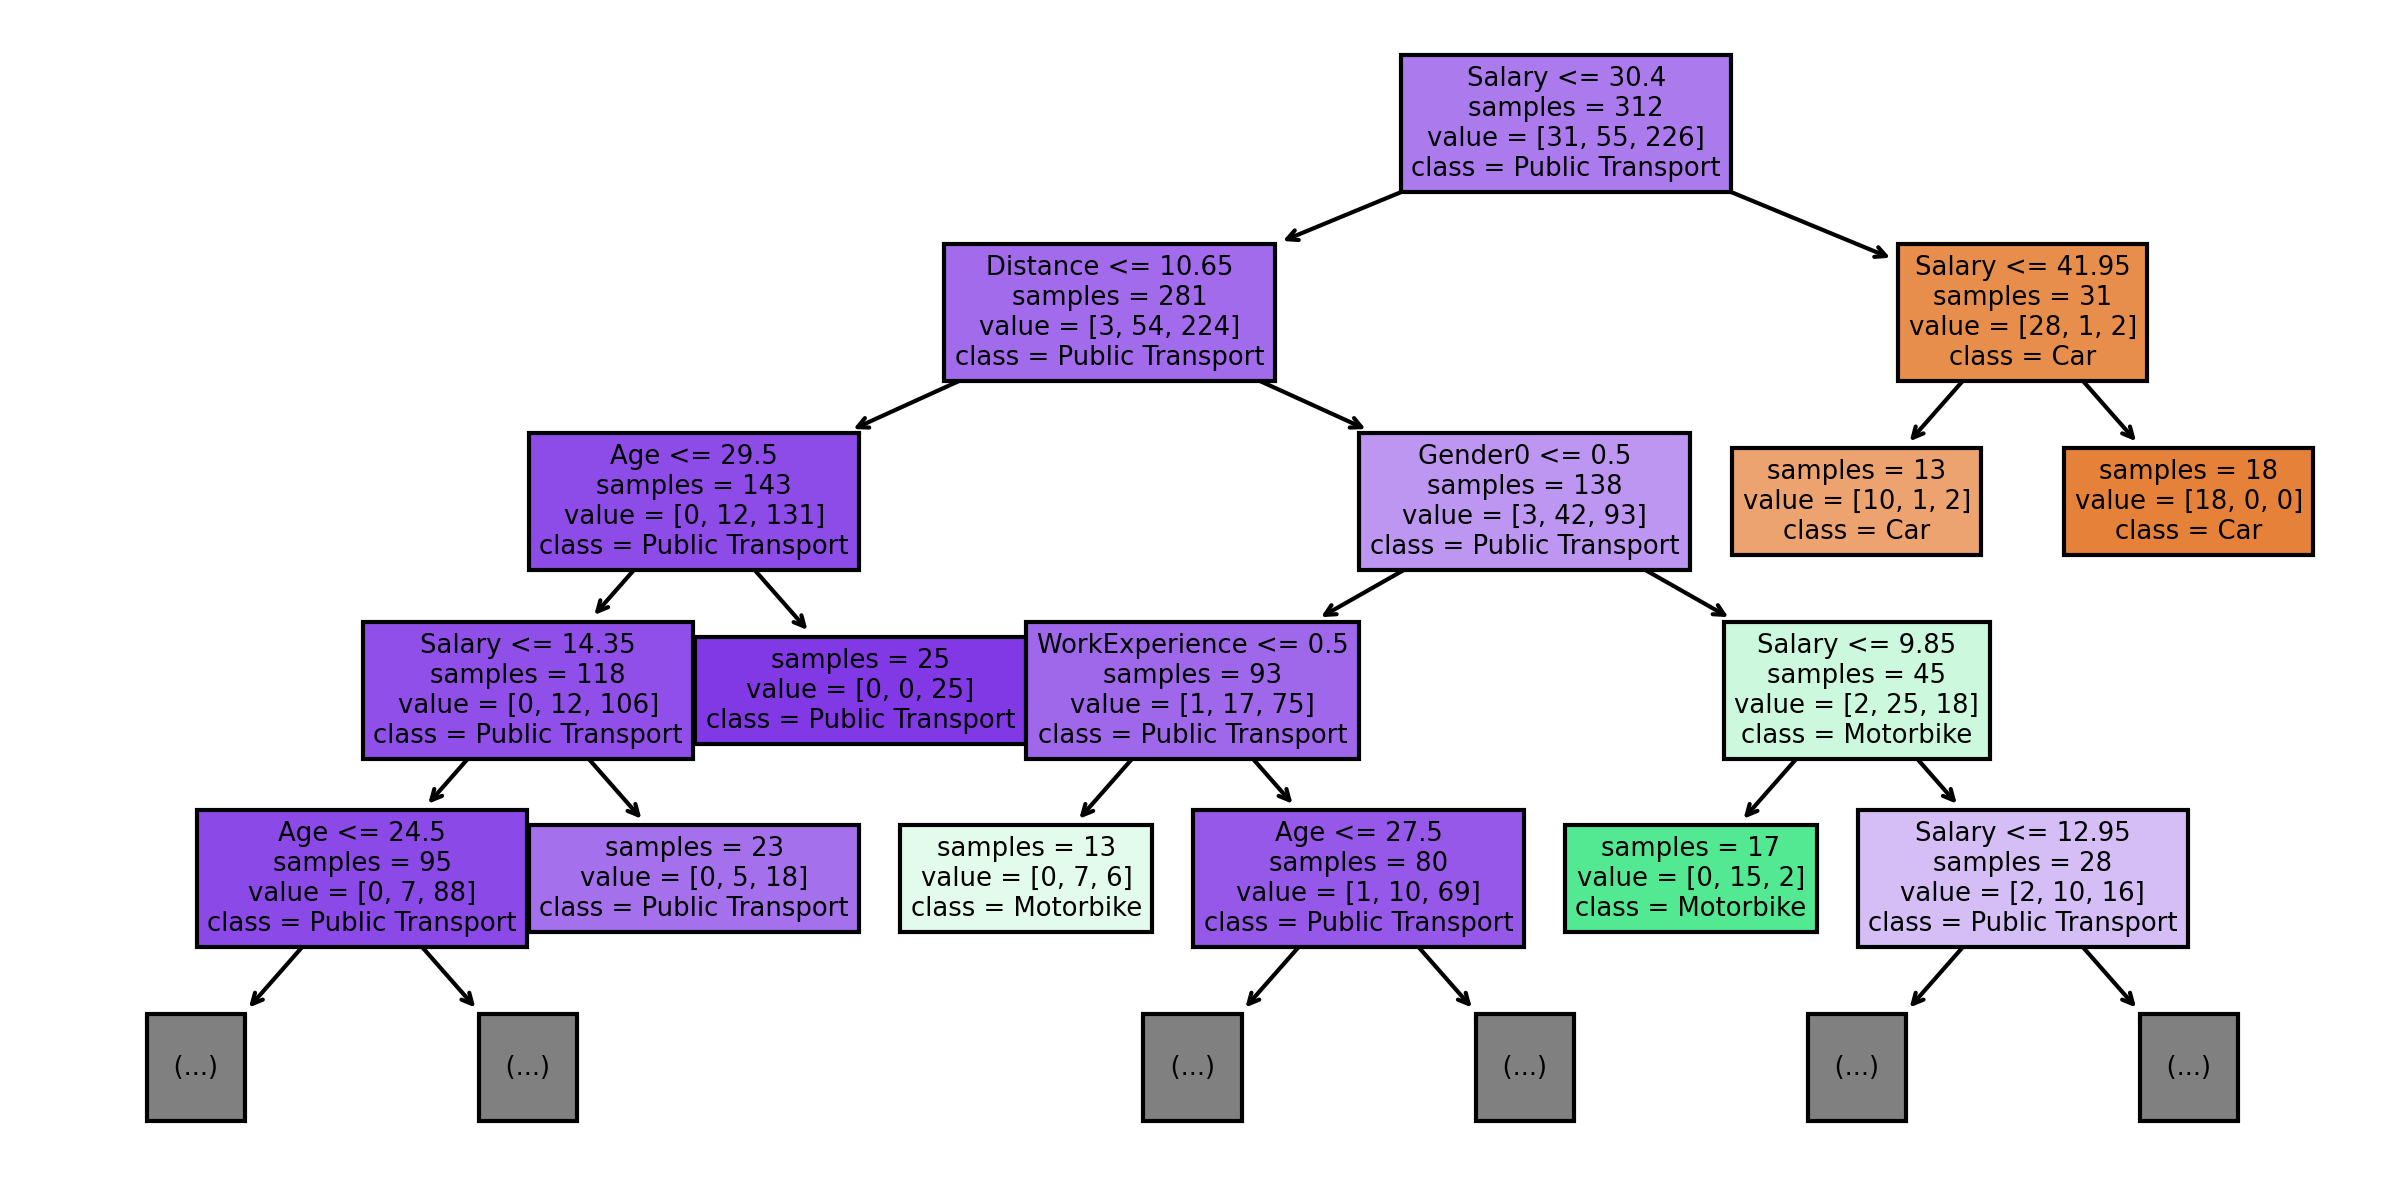 Salary <= 30.4
samples = 312
value = [31, 55, 226]
class = Public Transport
Distance <= 10.65
samples = 281
value = [3, 54, 224]
class = Public Transport
Salary <= 41.95
samples = 31
value = [28, 1, 2]
class = Car
Age <= 29.5
samples = 143
value = [0, 12, 131]
class = Public Transport
Gender0 <= 0.5
samples = 138
value = [3, 42, 93]
class = Public Transport
samples = 13
value = [10, 1, 2]
class = Car
samples = 18
value = [18, 0, 0]
class = Car
Salary <= 14.35
samples = 118
value = [0, 12, 106]
class = Public Transport
samples = 25
value = [0, 0, 25]
class = Public Transport
WorkExperience <= 0.5
samples = 93
value = [1, 17, 75]
class = Public Transport
Salary <= 9.85
samples = 45
value = [2, 25, 18]
class = Motorbike
Age <= 24.5
samples = 95
value = [0, 7, 88]
class = Public Transport
samples = 23
value = [0, 5, 18]
class = Public Transport
samples = 13
value = [0, 7, 6]
class = Motorbike
Age <= 27.5
samples = 80
value = [1, 10, 69]
class = Public Transport
samples = 17
value = [0, 15, 2]
class = Motorbike
Salary <= 12.95
samples = 28
value = [2, 10, 16]
class = Public Transport
(...)
(...)
(...)
(...)
(...)
(...)